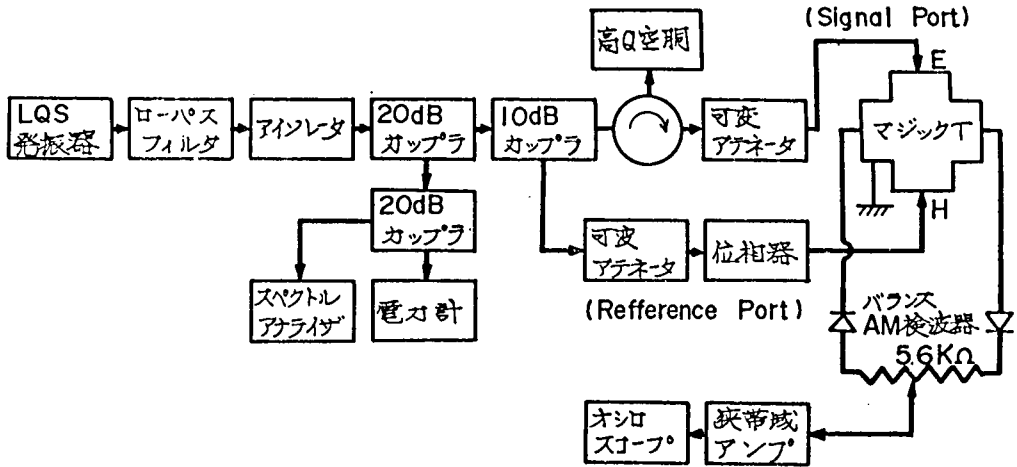 (Signal Port)
高Q空胴
E
LQS
発振器
ローパス
フィルタ
アイソレータ
20dB
カップラ
10dB
カップラ
可変
アテネータ
マジックT
20dB
カップラ
H
可変
アテネータ
位相器
スペクトル
アナライザ
電力計
(Refference Port)
バランス
AM検波器
5.6KΩ
オシロ
スコープ
狭帯域
アンプ